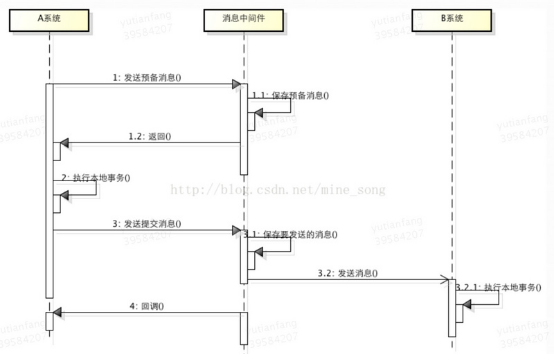 A系统
消息中间件
B系统
1: 发送预备消息()
1.1: 保存预备消息()
1.2: 返回()
2: 执行本地事务()
http://blog.csdn.net/mine_song
3: 发送提交消息()
3.1: 保存要发送的消息()
3.2: 发送消息()
3.2.1: 执行本地事务()
4: 回调()
yutianfang
39584207